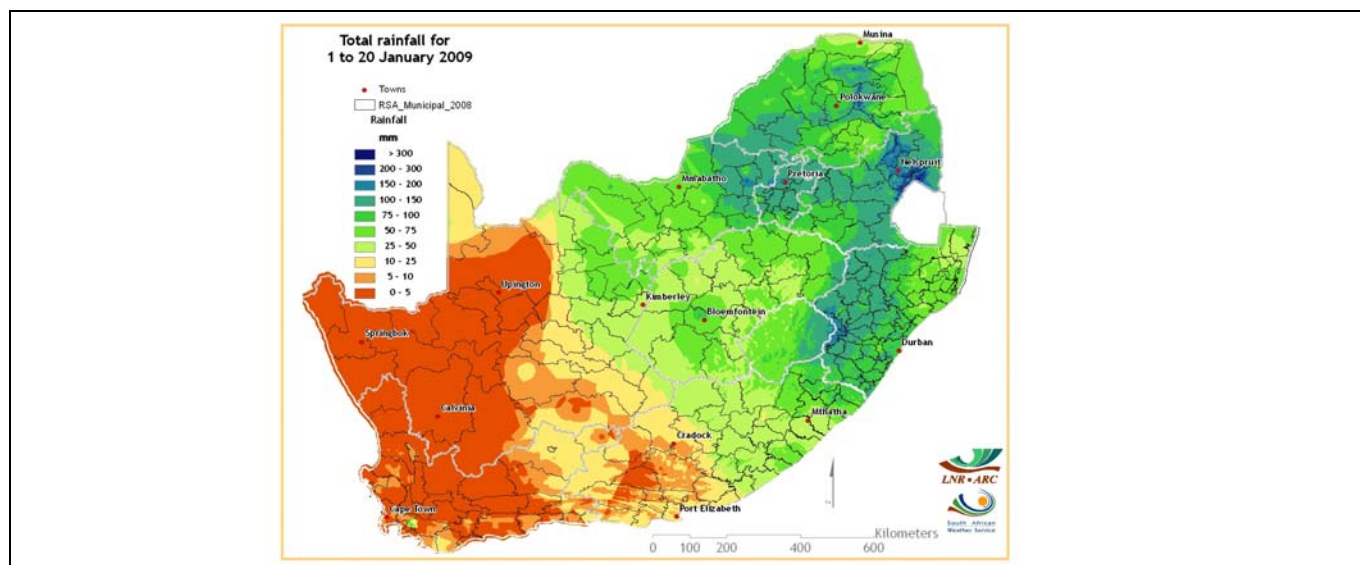 Total rainfall for
1 to 20 January 2009
Towns
RSA_Municipal_2008
Rainfall
mm
> 300
200 - 300
150 - 200
100 - 150
75 - 100
50 - 75
25 - 50
10 - 25
5 - 10
0 - 5
Musina
Polokwane
Nelspruit
Pretoria
Mmabatho
Upington
Kimberley
Bloemfontein
Springbok
Durban
Calvinia
Mthatha
Cradock
Cape Town
Port Elizabeth
LNR•ARC
South African
Weather Service
Kilometers
0 100 200 400 600